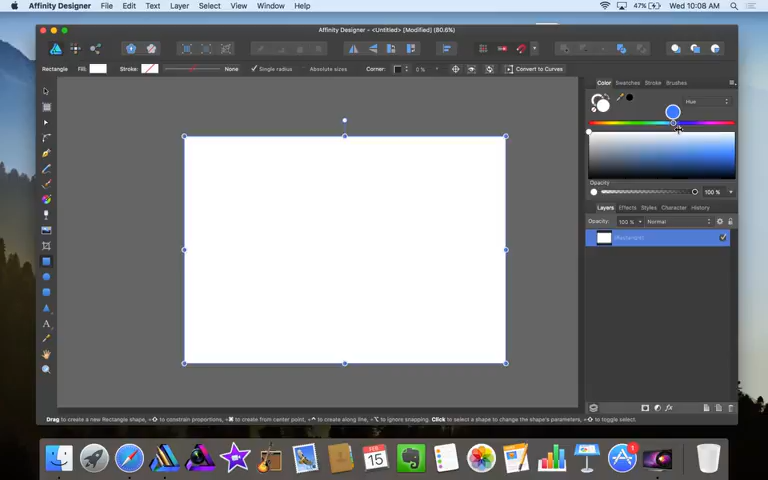 Affinity Designer File Edit Text Layer Select View Window Help 47% Wed 10:08 AM
Affinity Designer - <Untitled> [Modified] (80.6%)
Rectangle Fill: Stroke: None Single radius Absolute sizes Corner: 0 % Convert to Curves
Color Swatches Stroke Brushes
Hue
Opacity
100 %
Layers Effects Styles Character History
Opacity: 100 % Normal
(Rectangle)
A
fx
Drag to create a new Rectangle shape, +⇧ to constrain proportions, +⌘ to create from center point, +^ to create along line, +⌥ to ignore snapping. Click to select a shape to change the shape's parameters, +⇧ to toggle select.
FEB
15
1